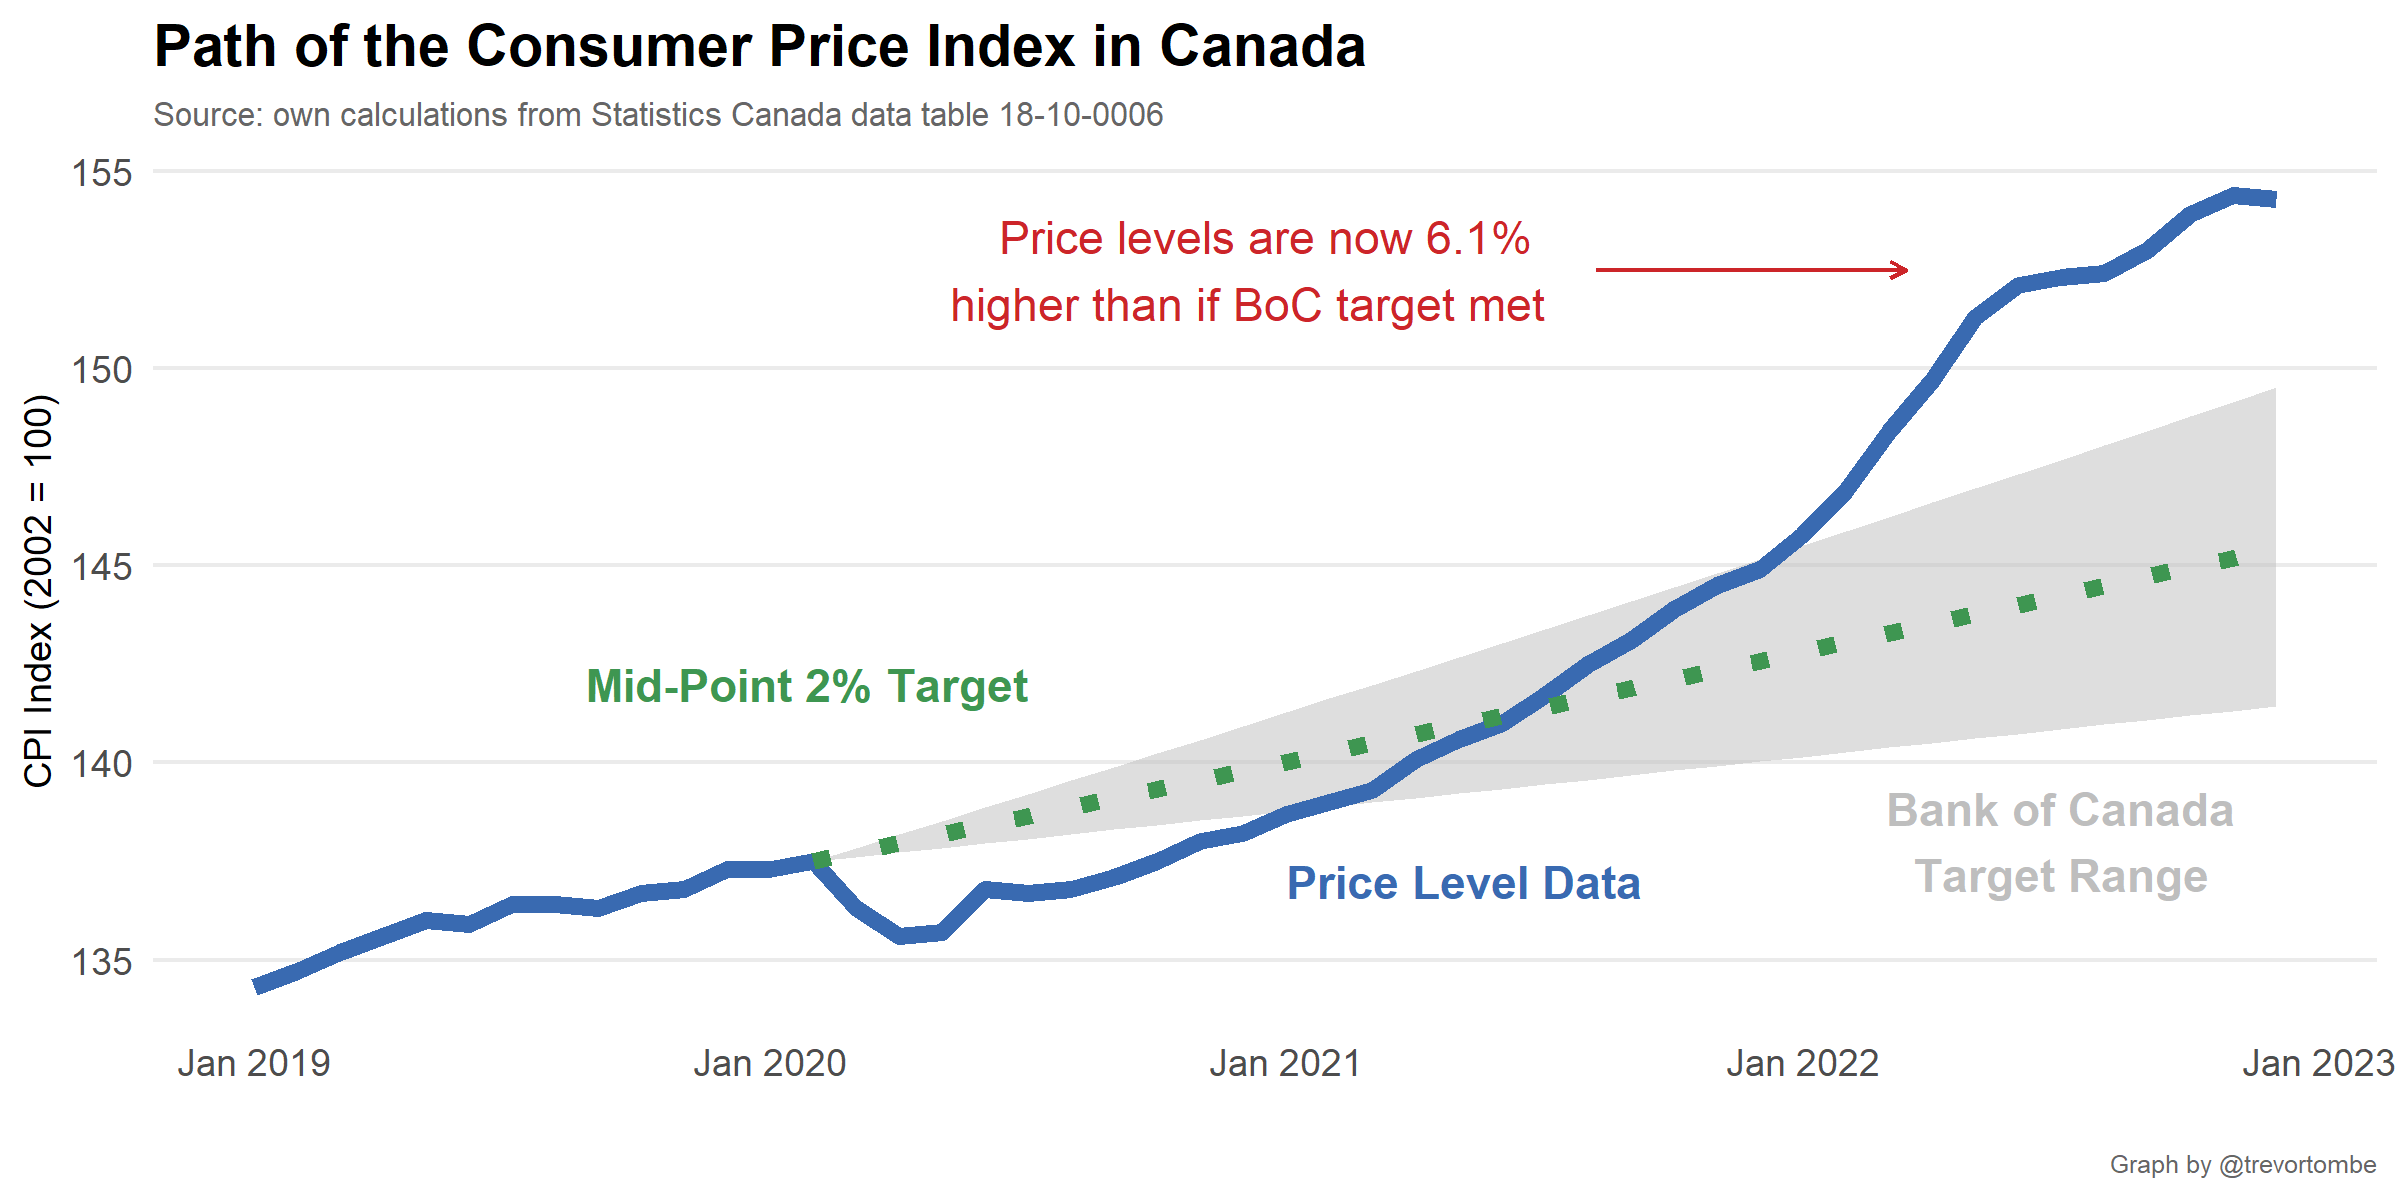 Path of the Consumer Price Index in Canada
Source: own calculations from Statistics Canada data table 18-10-0006
CPI Index (2002 = 100)
155
150
145
140
135
Price levels are now 6.1%
higher than if BoC target met
Mid-Point 2% Target
Price Level Data
Bank of Canada
Target Range
Jan 2019
Jan 2020
Jan 2021
Jan 2022
Jan 2023
Graph by @trevortombe